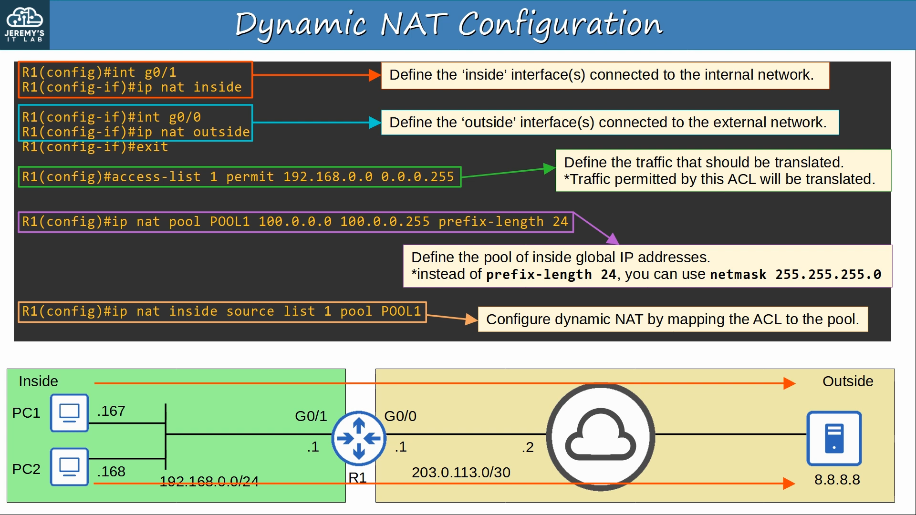 JEREMY'S
IT LAB
Dynamic NAT Configuration
R1(config)#int g0/1
R1(config-if)#ip nat inside
Define the ‘inside’ interface(s) connected to the internal network.
R1(config-if)#int g0/0
R1(config-if)#ip nat outside
R1(config-if)#exit
Define the ‘outside’ interface(s) connected to the external network.
R1(config)#access-list 1 permit 192.168.0.0 0.0.0.255
Define the traffic that should be translated.
*Traffic permitted by this ACL will be translated.
R1(config)#ip nat pool POOL1 100.0.0.0 100.0.0.255 prefix-length 24
Define the pool of inside global IP addresses.
*instead of prefix-length 24, you can use netmask 255.255.255.0
R1(config)#ip nat inside source list 1 pool POOL1
Configure dynamic NAT by mapping the ACL to the pool.
Inside
Outside
PC1
.167
G0/1
G0/0
.1
.1
.2
PC2
.168
192.168.0.0/24
R1
203.0.113.0/30
8.8.8.8